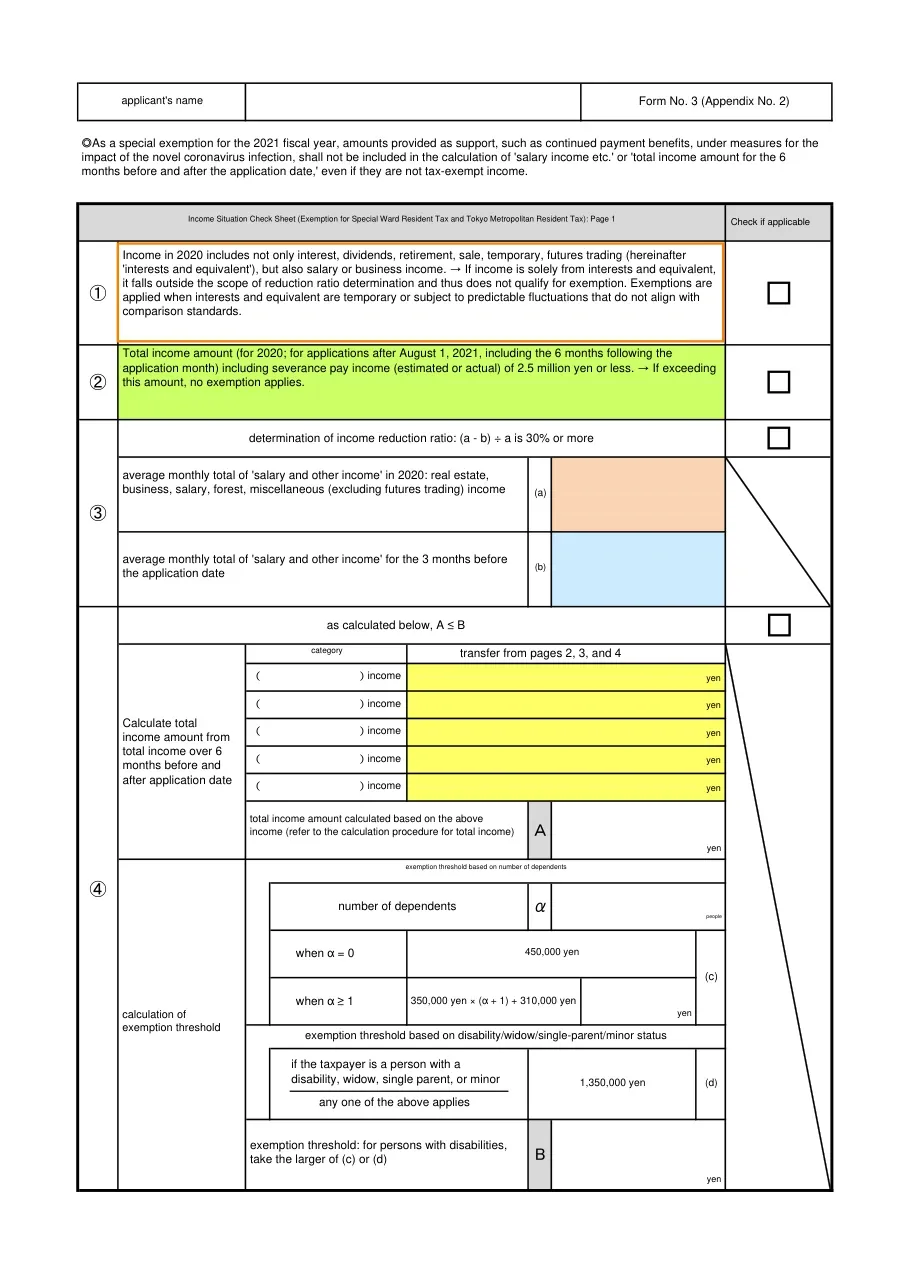 applicant's name
Form No. 3 (Appendix No. 2)
◎As a special exemption for the 2021 fiscal year, amounts provided as support, such as continued payment benefits, under measures for the
impact of the novel coronavirus infection, shall not be included in the calculation of 'salary income etc.' or 'total income amount for the 6
months before and after the application date,' even if they are not tax-exempt income.
Income Situation Check Sheet (Exemption for Special Ward Resident Tax and Tokyo Metropolitan Resident Tax): Page 1
Check if applicable
①
Income in 2020 includes not only interest, dividends, retirement, sale, temporary, futures trading (hereinafter
'interests and equivalent'), but also salary or business income. → If income is solely from interests and equivalent,
it falls outside the scope of reduction ratio determination and thus does not qualify for exemption. Exemptions are
applied when interests and equivalent are temporary or subject to predictable fluctuations that do not align with
comparison standards.
②
Total income amount (for 2020; for applications after August 1, 2021, including the 6 months following the
application month) including severance pay income (estimated or actual) of 2.5 million yen or less. → If exceeding
this amount, no exemption applies.
③
determination of income reduction ratio: (a - b) ÷ a is 30% or more
average monthly total of 'salary and other income' in 2020: real estate,
business, salary, forest, miscellaneous (excluding futures trading) income
(a)
average monthly total of 'salary and other income' for the 3 months before
the application date
(b)
④
as calculated below, A ≤ B
Calculate total
income amount from
total income over 6
months before and
after application date
category
transfer from pages 2, 3, and 4
( ) income
yen
( ) income
yen
( ) income
yen
( ) income
yen
( ) income
yen
total income amount calculated based on the above
income (refer to the calculation procedure for total income)
A
yen
calculation of
exemption threshold
exemption threshold based on number of dependents
number of dependents
α
people
when α = 0
450,000 yen
(c)
when α ≥ 1
350,000 yen × (α + 1) + 310,000 yen
yen
exemption threshold based on disability/widow/single-parent/minor status
if the taxpayer is a person with a
disability, widow, single parent, or minor
any one of the above applies
1,350,000 yen
(d)
exemption threshold: for persons with disabilities,
take the larger of (c) or (d)
B
yen